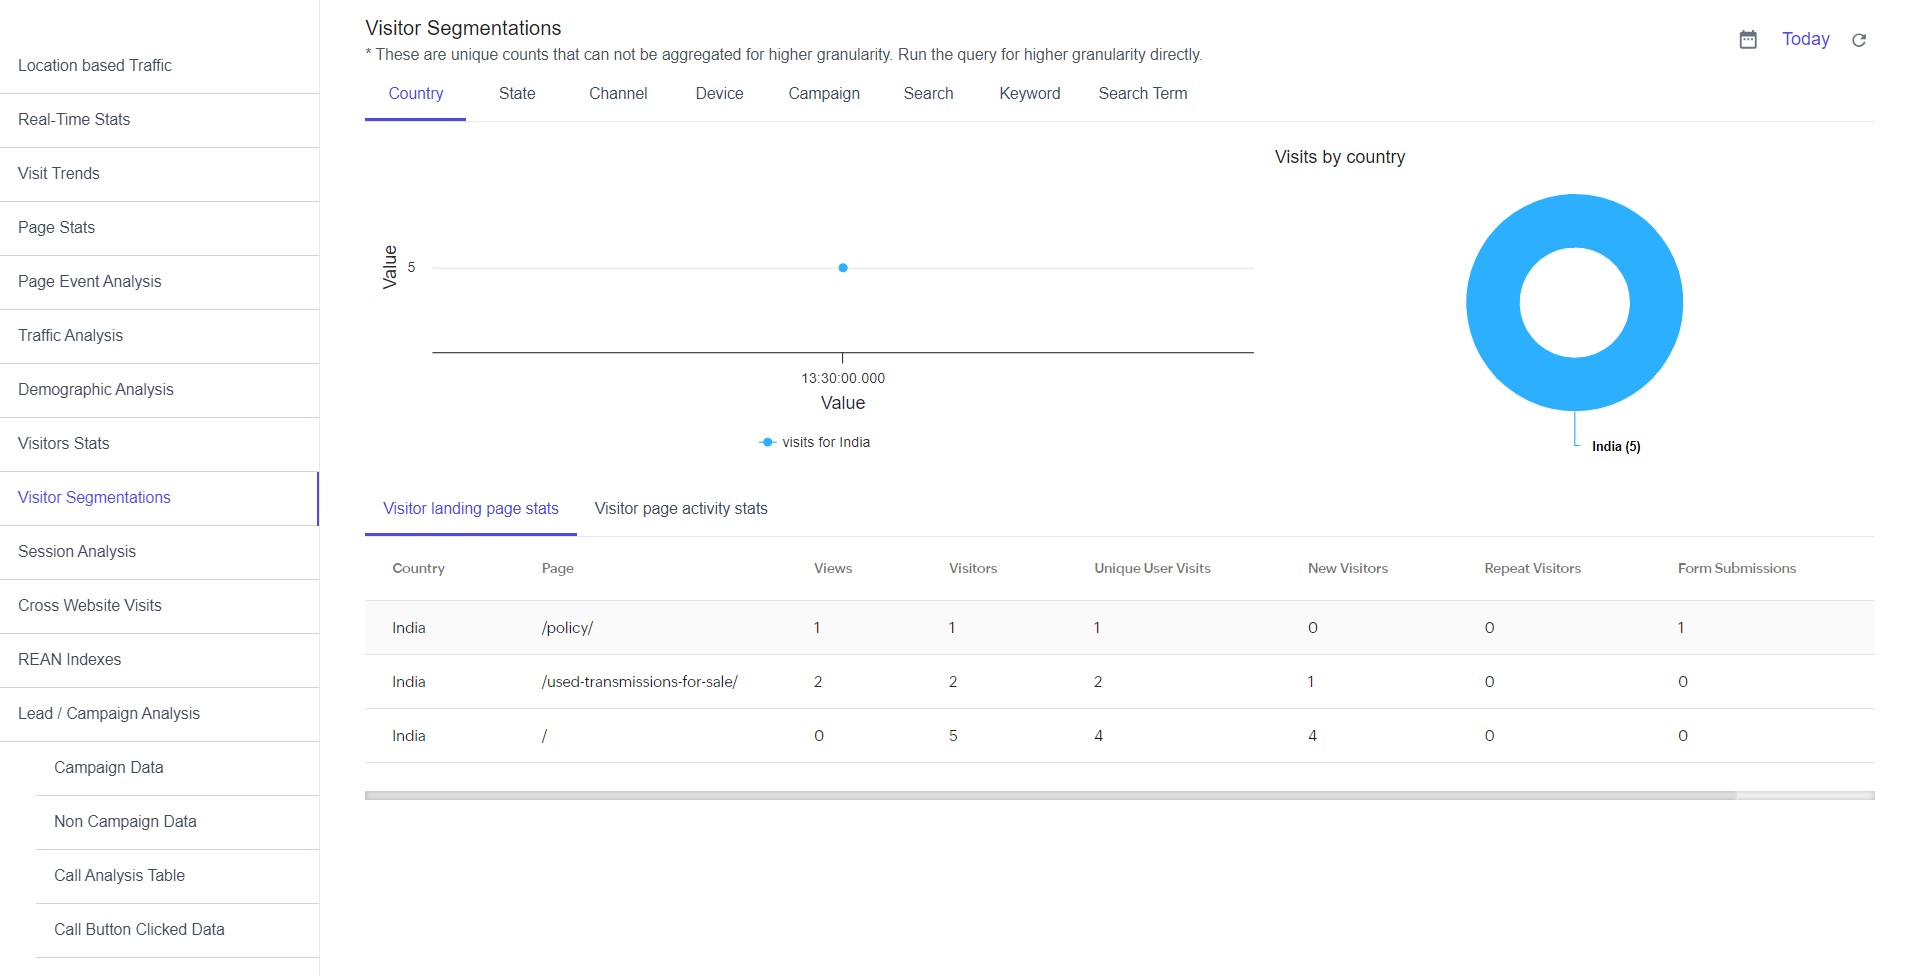 Location based Traffic
Real-Time Stats
Visit Trends
Page Stats
Page Event Analysis
Traffic Analysis
Demographic Analysis
Visitors Stats
Visitor Segmentations
Session Analysis
Cross Website Visits
REAN Indexes
Lead / Campaign Analysis
Campaign Data
Non Campaign Data
Call Analysis Table
Call Button Clicked Data
Visitor Segmentations
* These are unique counts that can not be aggregated for higher granularity. Run the query for higher granularity directly.
Today
Country State Channel Device Campaign Search Keyword Search Term
Value
5
13:30:00.000
Value
visits for India
Visits by country
India (5)
Visitor landing page stats Visitor page activity stats
Country Page Views Visitors Unique User Visits New Visitors Repeat Visitors Form Submissions
India /policy/ 1 1 1 0 0 1
India /used-transmissions-for-sale/ 2 2 2 1 0 0
India / 0 5 4 4 0 0